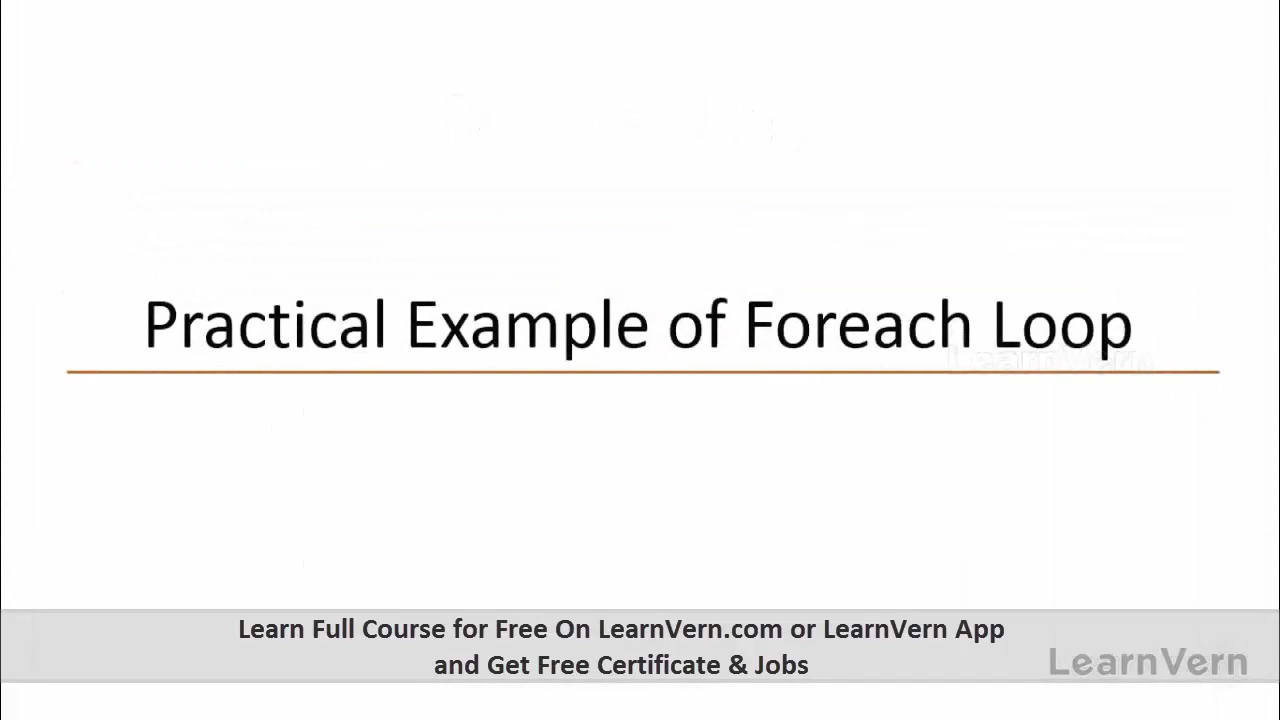 Practical Example of Foreach Loop
LearnVern
Learn Full Course for Free On LearnVern.com or LearnVern App
and Get Free Certificate & Jobs
LearnVern